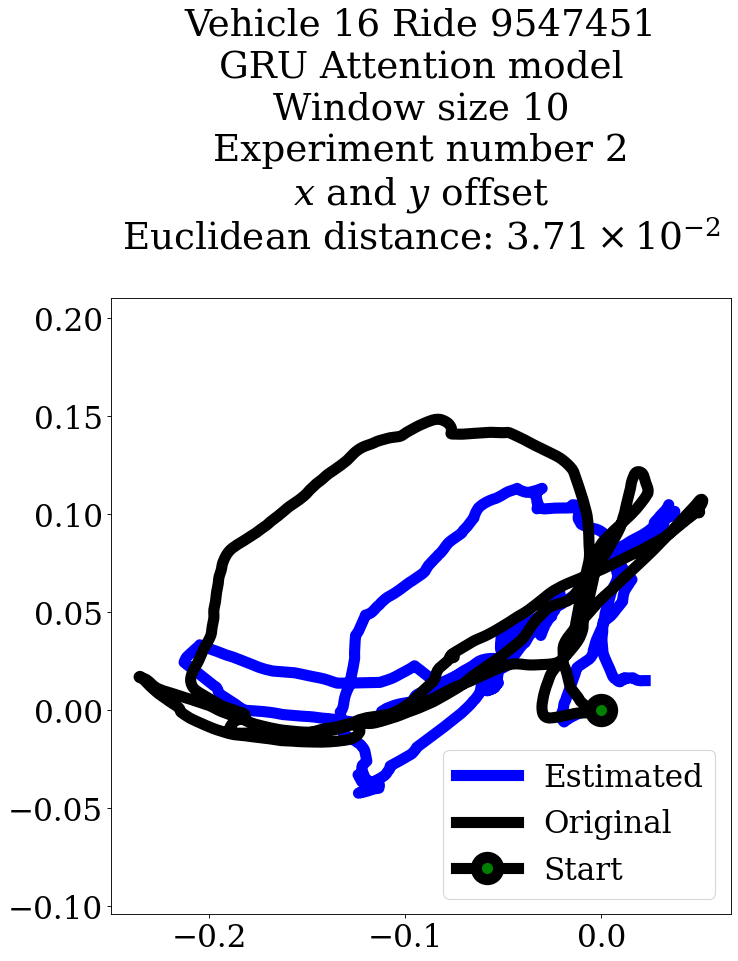 Vehicle 16 Ride 9547451
GRU Attention model
Window size 10
Experiment number 2
x and y offset
Euclidean distance: 3.71 × 10⁻²
0.20
0.15
0.10
0.05
0.00
−0.05
−0.10
−0.2
−0.1
0.0
Estimated
Original
Start